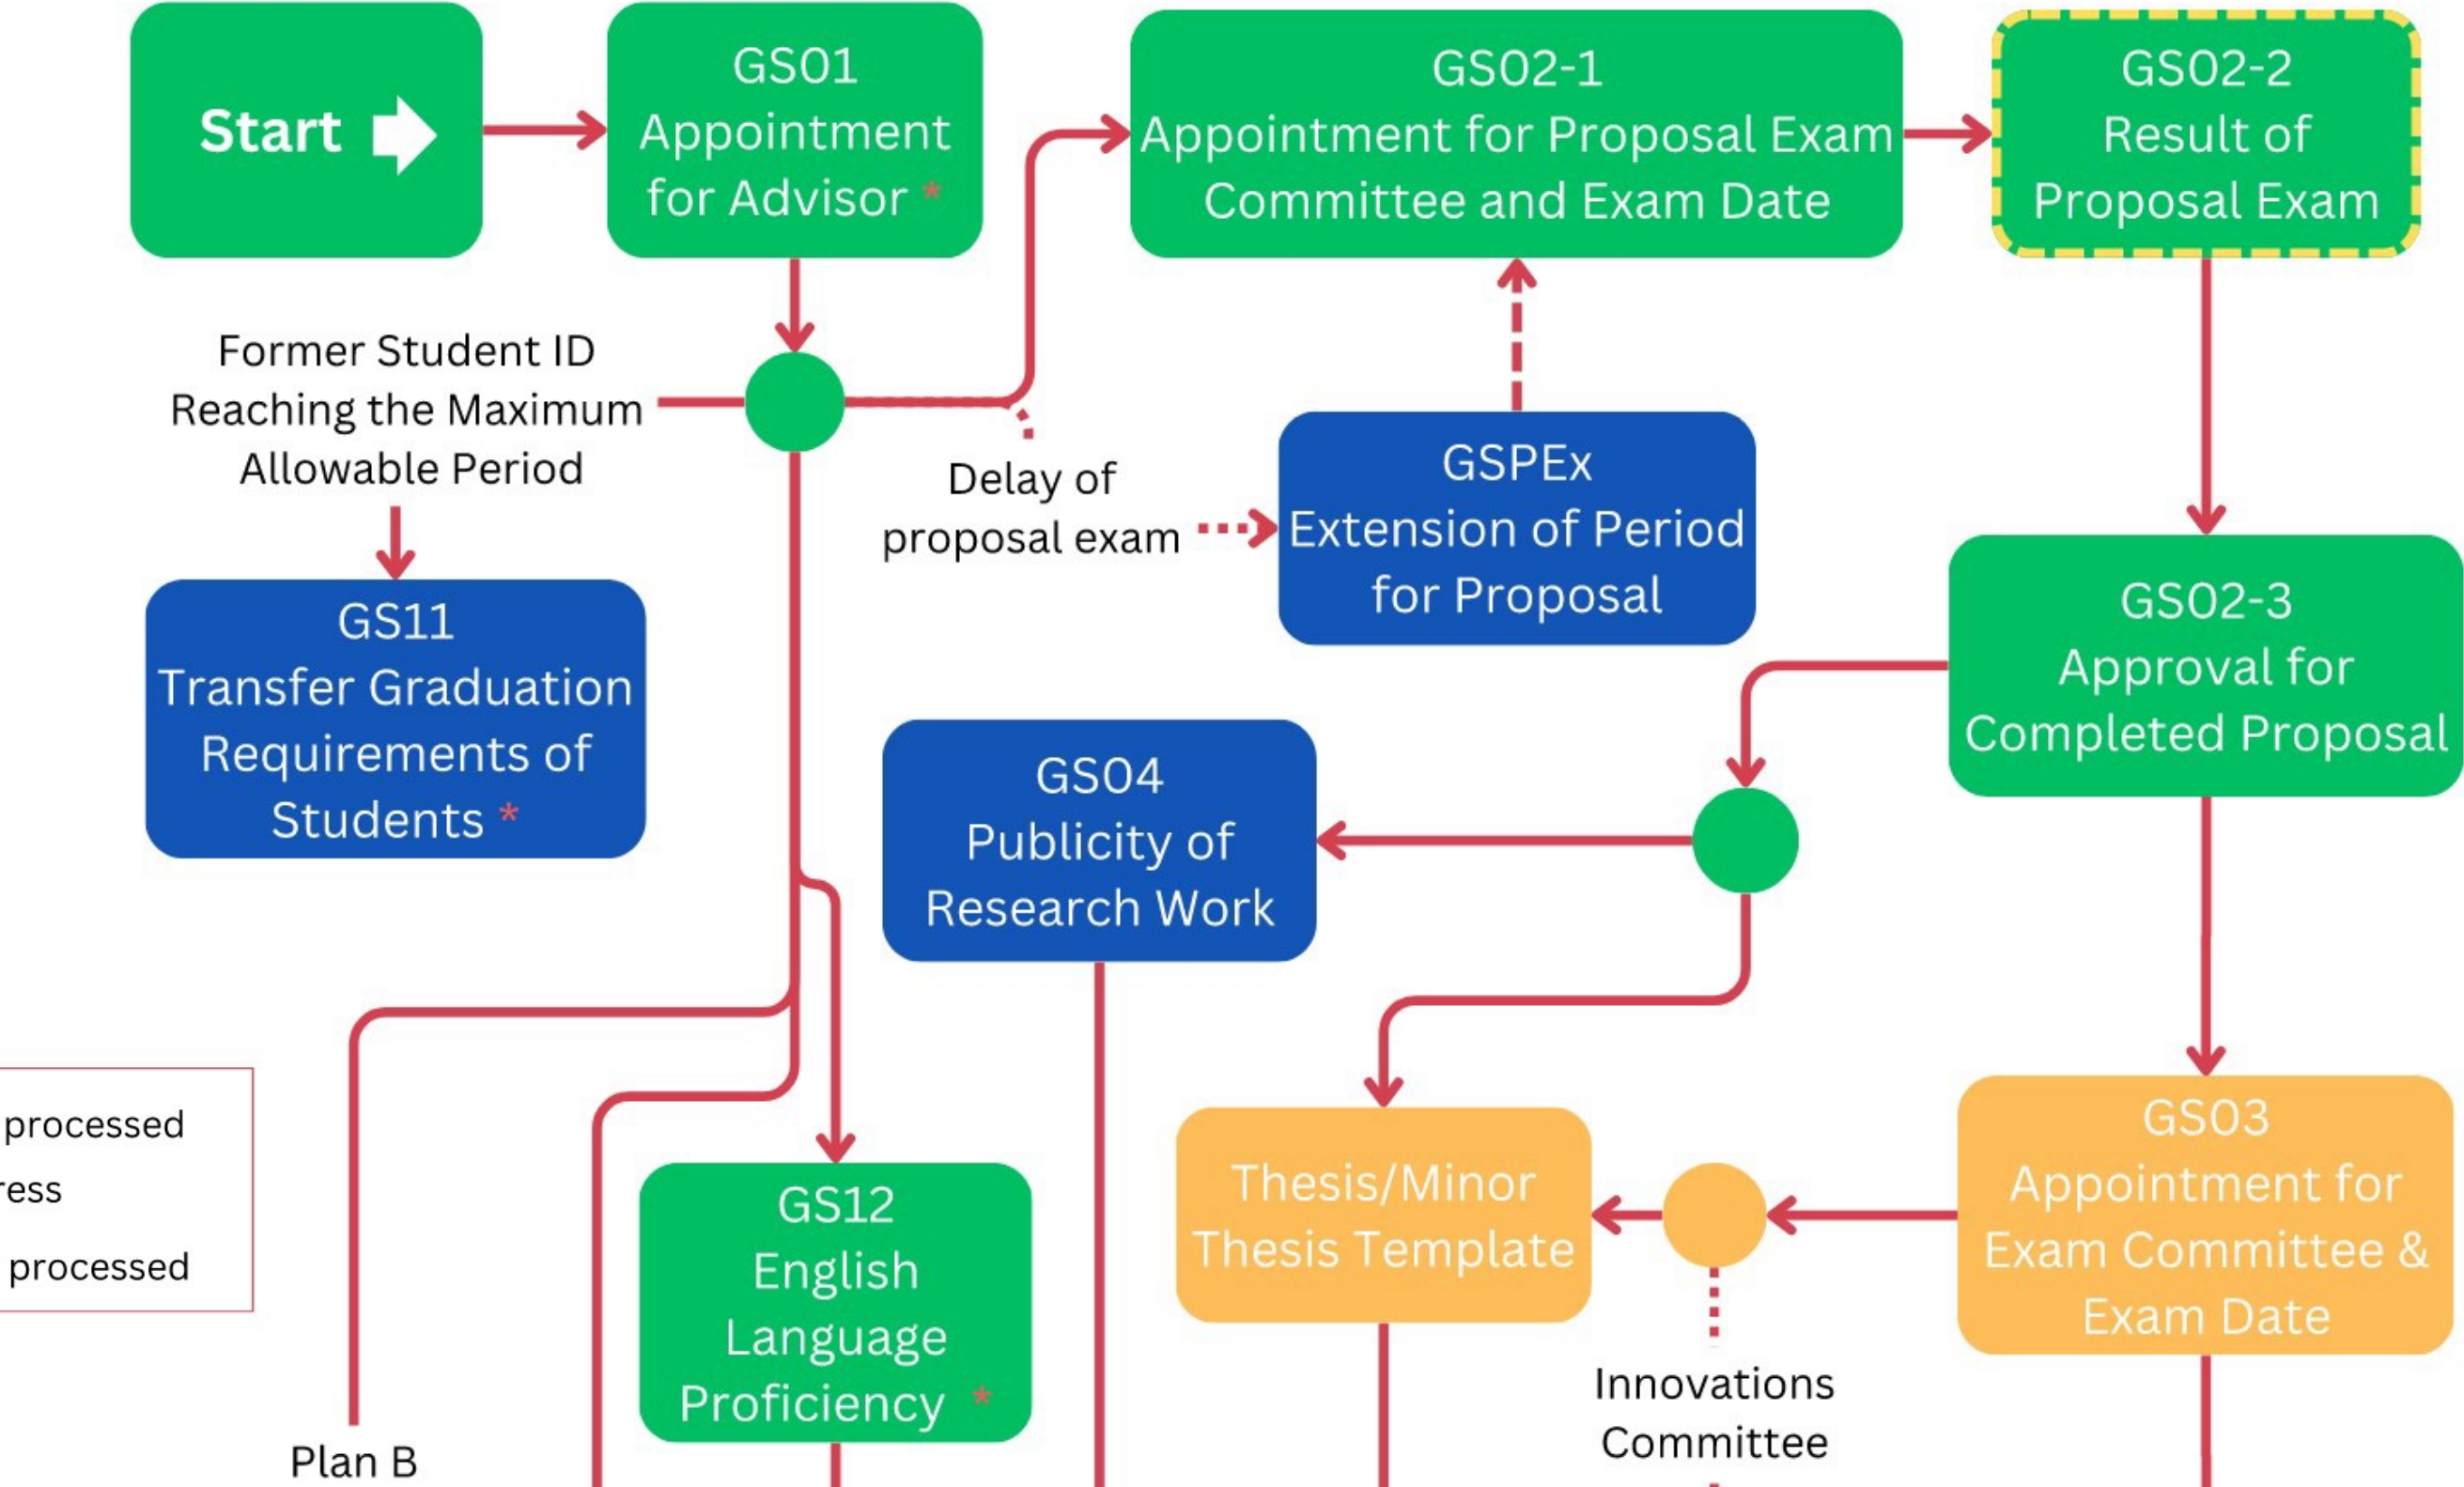 Start
GS01
Appointment
for Advisor *
GS02-1
Appointment for Proposal Exam
Committee and Exam Date
GS02-2
Result of
Proposal Exam
Former Student ID
Reaching the Maximum
Allowable Period
Delay of
proposal exam
GSPEx
Extension of Period
for Proposal
GS11
Transfer Graduation
Requirements of
Students *
GS02-3
Approval for
Completed Proposal
GS04
Publicity of
Research Work
processed
ress
processed
GS12
English
Language
Proficiency *
Thesis/Minor
Thesis Template
GS03
Appointment for
Exam Committee &
Exam Date
Innovations
Committee
Plan B